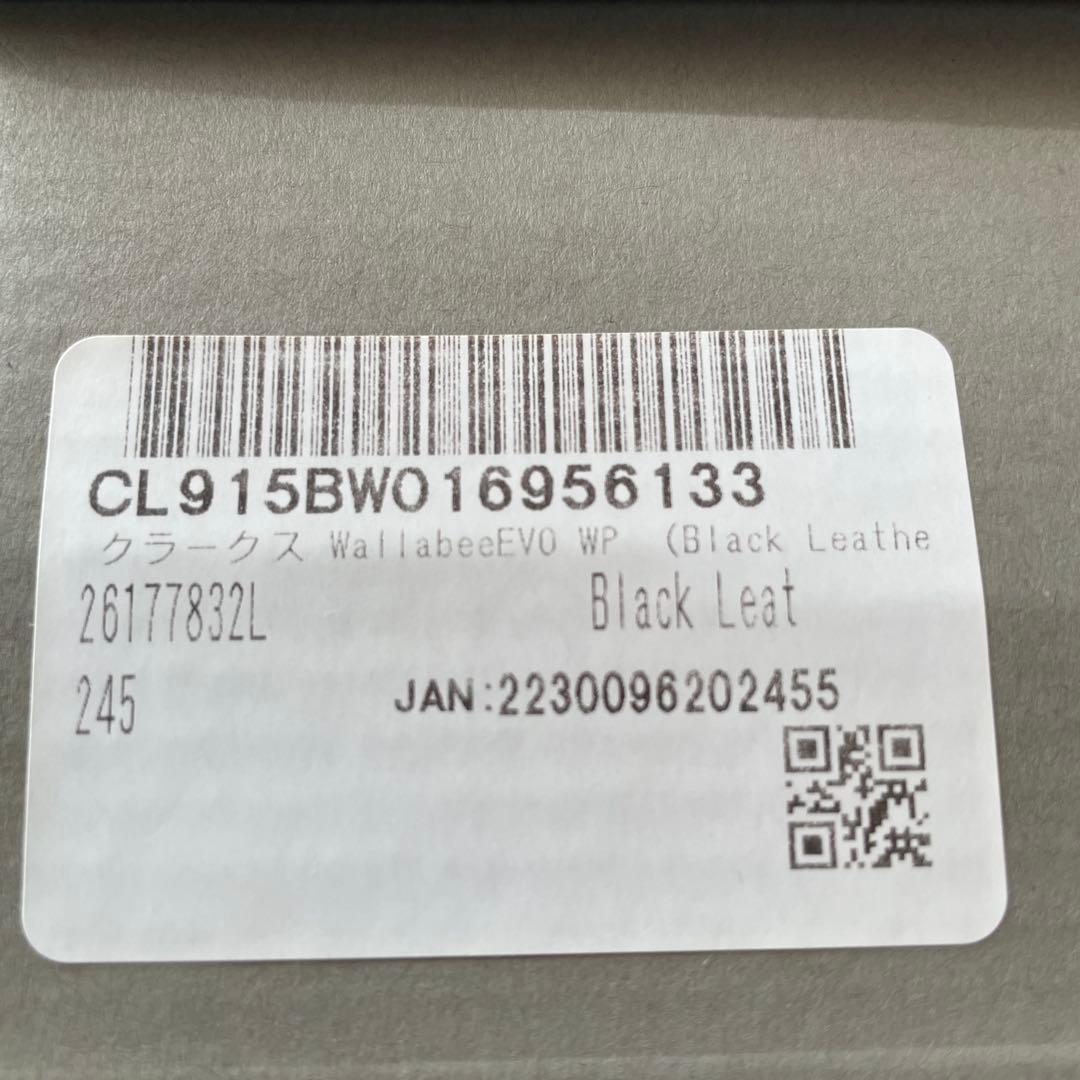 CL915BW016956133
クラークス WallabeeEVO WP (Black Leathe
26177832L Black Leat
245 JAN:2230096202455